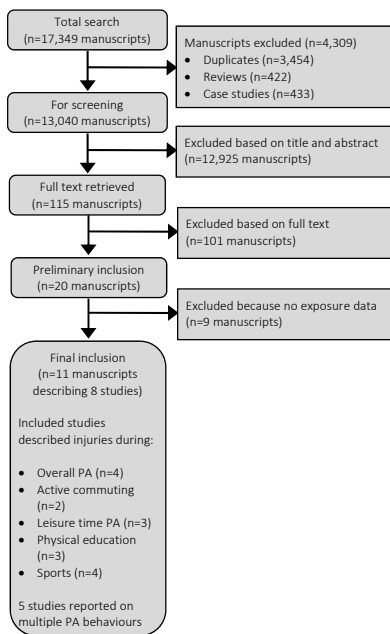 Total search
(n=17,349 manuscripts)
Manuscripts excluded (n=4,309)
• Duplicates (n=3,454)
• Reviews (n=422)
• Case studies (n=433)
For screening
(n=13,040 manuscripts)
Excluded based on title and abstract
(n=12,925 manuscripts)
Full text retrieved
(n=115 manuscripts)
Excluded based on full text
(n=101 manuscripts)
Preliminary inclusion
(n=20 manuscripts)
Excluded because no exposure data
(n=9 manuscripts)
Final inclusion
(n=11 manuscripts
describing 8 studies)
Included studies
described injuries during:
• Overall PA (n=4)
• Active commuting
(n=2)
• Leisure time PA (n=3)
• Physical education
(n=3)
• Sports (n=4)
5 studies reported on
multiple PA behaviours